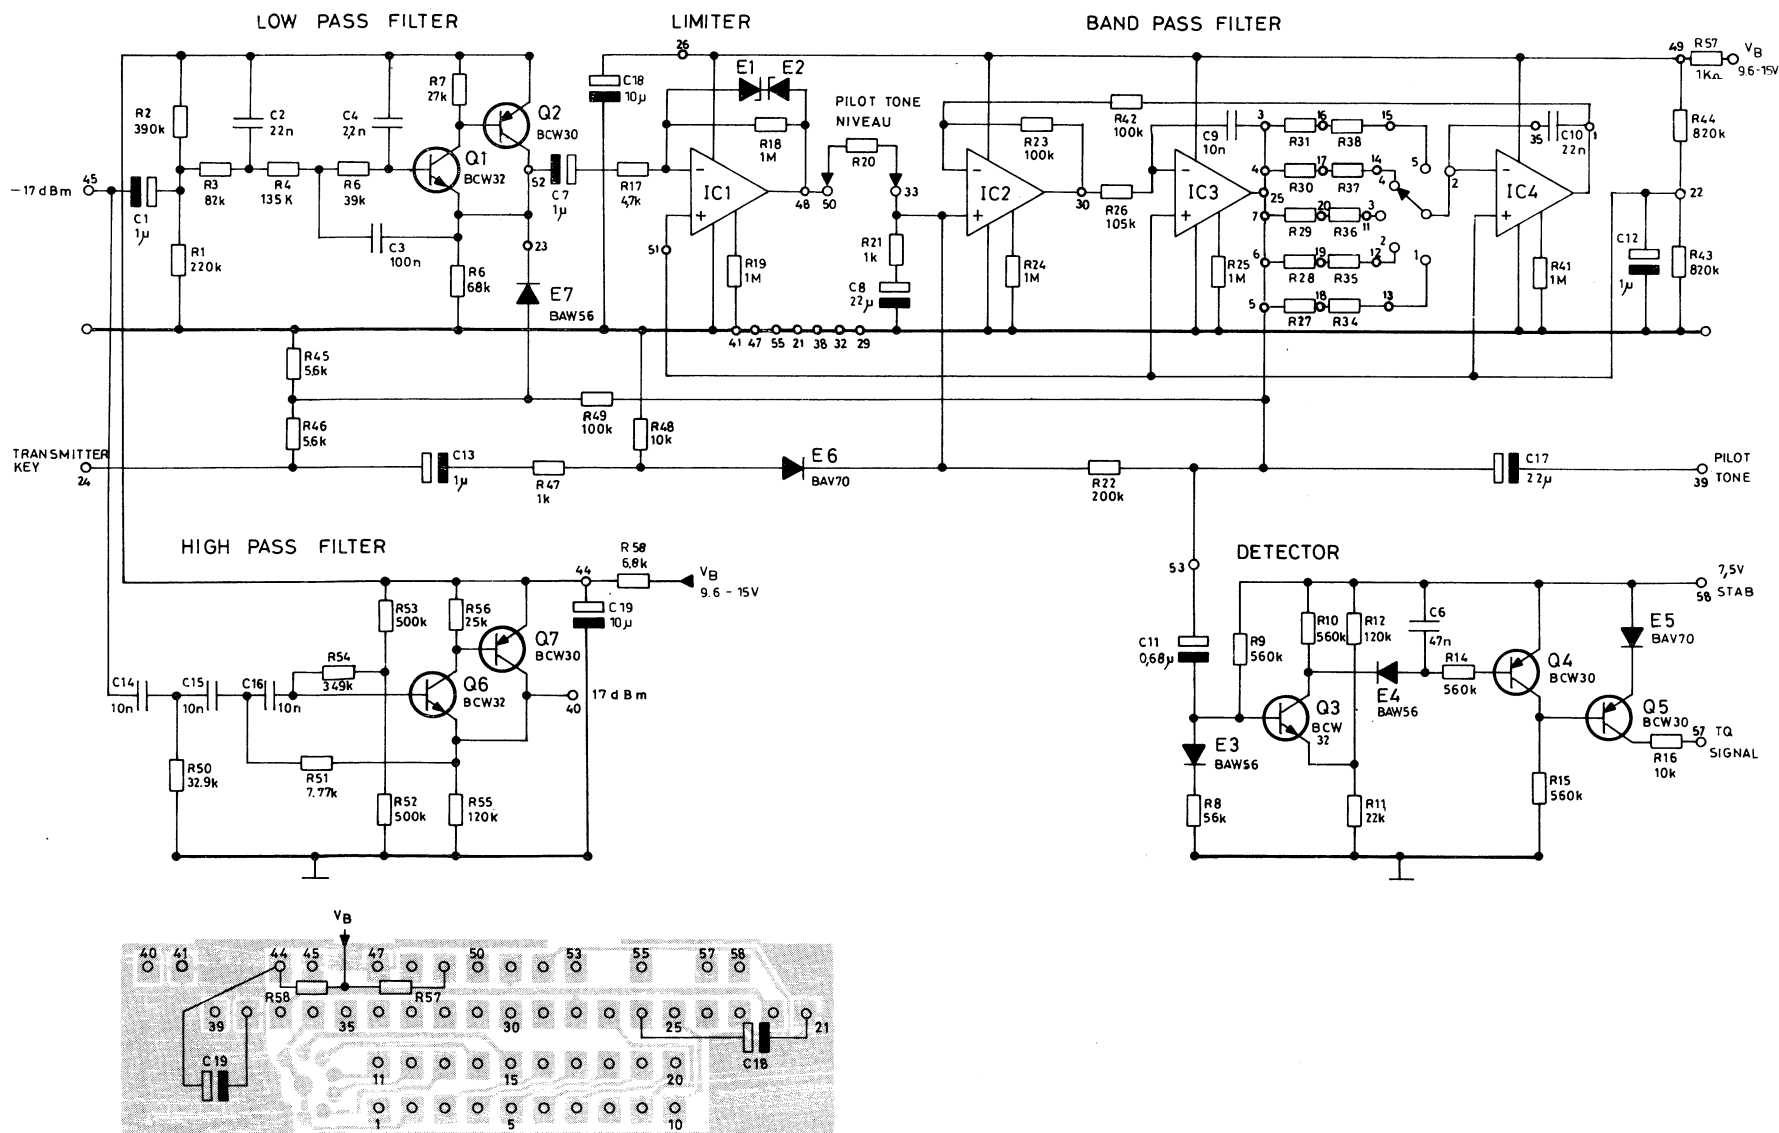 LOW PASS FILTER
LIMITER
BAND PASS FILTER
26
49
R57
1KΩ
VB
9.6-15V
R2
390k
C2
22n
C4
2,2n
R7
27k
Q2
BCW30
C18
10µ
E1
E2
PILOT TONE
NIVEAU
R42
100k
C9
10n
3
R31
16
R38
15
35
C10
22n
1
R44
820k
Q1
BCW32
R18
1M
R20
R23
100k
-17dBm
45
C1
1µ
R3
82k
R4
135K
R6
39k
52
C7
1µ
R17
4,7k
IC1
48
50
33
IC2
30
R26
105k
IC3
25
4
R30
17
R37
14
4
5
2
IC4
22
7
R29
20
R36
3
11
R1
220k
C3
100n
R6
68k
23
E7
BAW56
51
R19
1M
R21
1k
C8
22µ
R24
1M
R25
1M
6
R28
19
R35
12
2
1
5
R27
18
R34
13
R41
1M
C12
1µ
R43
820k
41
47
55
21
38
32
29
R45
5.6k
R49
100k
R46
5.6k
R48
10k
TRANSMITTER
KEY
24
C13
1µ
R47
1k
E6
BAV70
R22
200k
C17
2.2µ
39
PILOT
TONE
HIGH PASS FILTER
R58
6,8k
44
VB
9.6 - 15V
C19
10µ
R53
500k
R56
25k
Q7
BCW30
R54
349k
Q6
BCW32
C14
10n
C15
10n
C16
10n
17dBm
40
R50
32.9k
R51
7.77k
R52
500k
R55
120k
DETECTOR
53
7,5V
58
STAB
C11
0,68µ
R9
560k
R10
560k
R12
120k
C6
47n
E5
BAV70
R14
560k
Q4
BCW30
E4
BAW56
Q3
BCW
32
Q5
BCW30
57
TQ
SIGNAL
R16
10k
E3
BAW56
R8
56k
R11
22k
R15
560k
VB
40
41
44
45
47
50
53
55
57
58
R58
R57
39
35
30
25
21
C19
C18
11
15
20
1
5
10